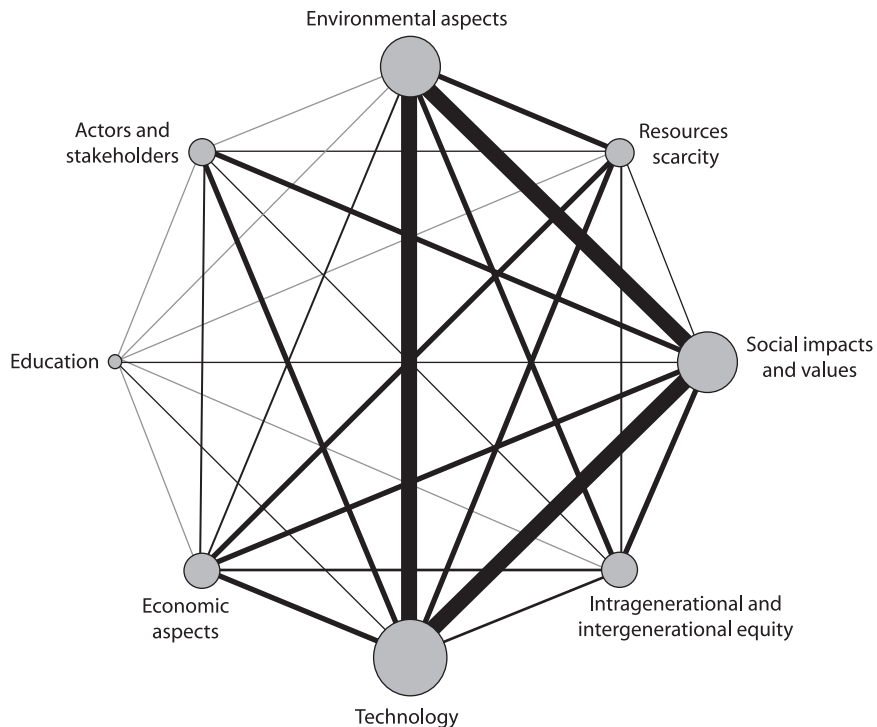 Environmental aspects
Actors and
stakeholders
Resources
scarcity
Education
Social impacts
and values
Economic
aspects
Intragenerational and
intergenerational equity
Technology